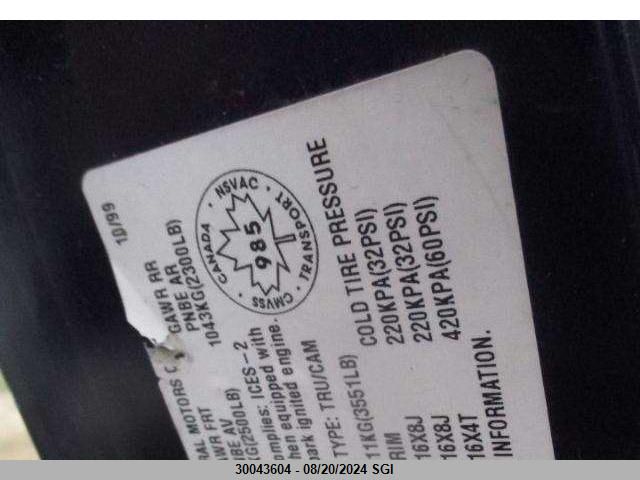 10/99
RAL MOTORS
GAWR RR
WR FRT
PNBE AR
BE AV
1043KG(2300LB)
KG(2500LB)
CANADA · NSVAC · TRANSPORT · CMVSS
985
omplies: ICES-2
hen equipped with
park ignited engine.
TYPE: TRU/CAM
11KG(3551LB)
RIM
COLD TIRE PRESSURE
16X8J 220KPA(32PSI)
16X8J 220KPA(32PSI)
16X4T 420KPA(60PSI)
INFORMATION.
30043604 - 08/20/2024 SGI